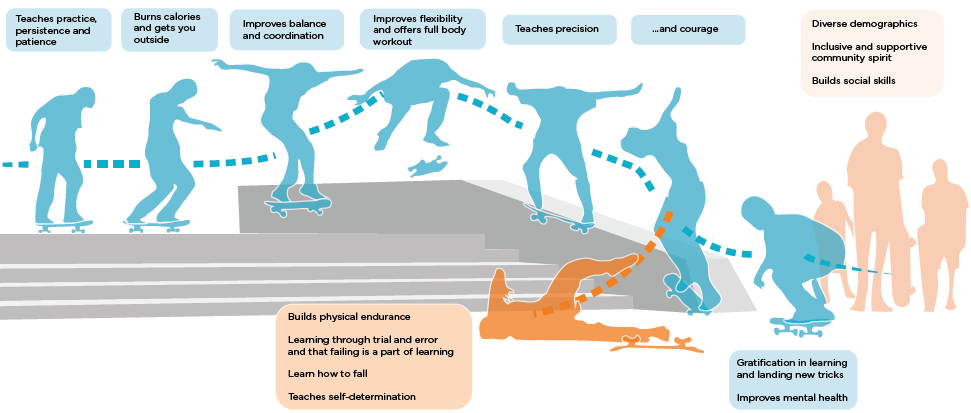 Teaches practice,
persistence and
patience
Burns calories
and gets you
outside
Improves balance
and coordination
Improves flexibility
and offers full body
workout
Teaches precision
...and courage
Diverse demographics
Inclusive and supportive
community spirit
Builds social skills
Builds physical endurance
Learning through trial and error
and that failing is a part of learning
Learn how to fall
Teaches self-determination
Gratification in learning
and landing new tricks
Improves mental health